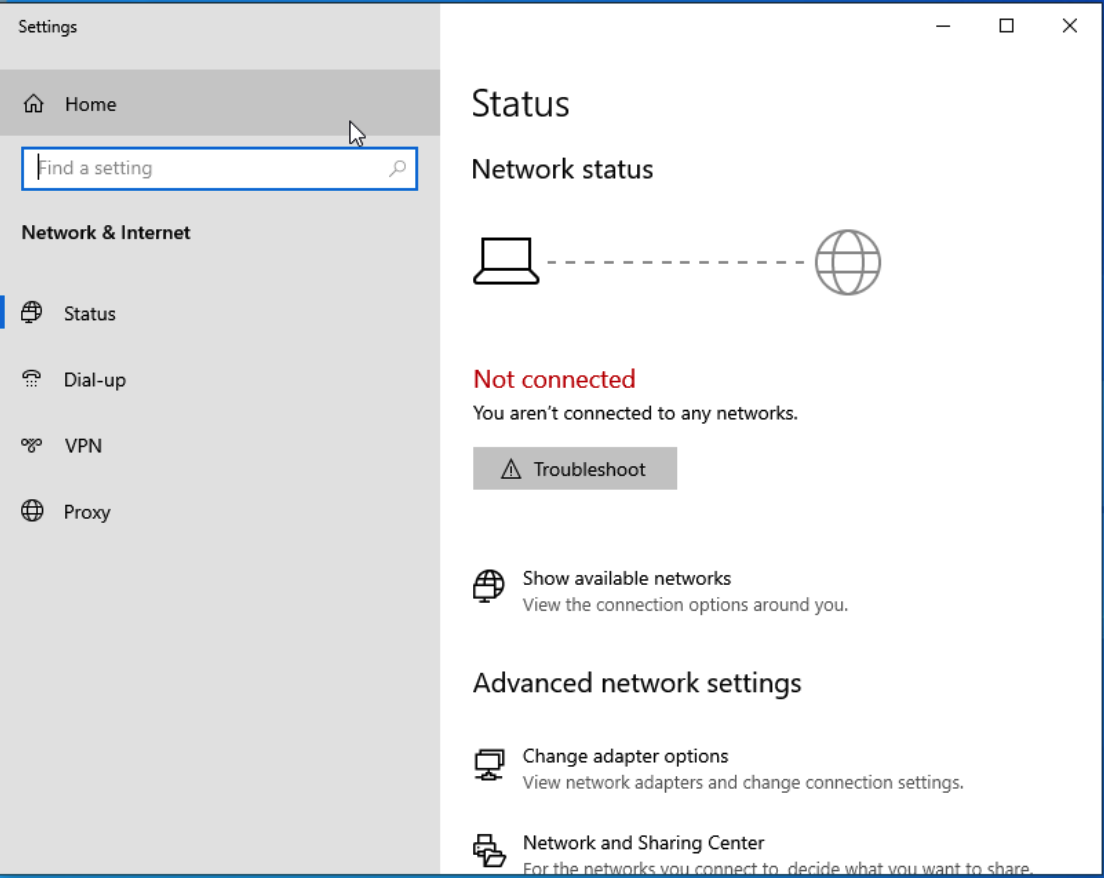 Settings
Home
Find a setting
Network & Internet
Status
Dial-up
VPN
Proxy
Status
Network status
Not connected
You aren't connected to any networks.
Troubleshoot
Show available networks
View the connection options around you.
Advanced network settings
Change adapter options
View network adapters and change connection settings.
Network and Sharing Center
For the networks you connect to, decide what you want to share.